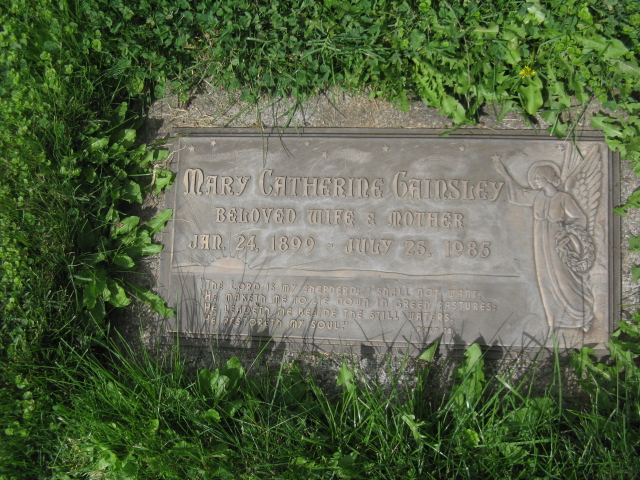 Mary Catherine Gainsley
Beloved Wife & Mother
Jan. 24, 1899 - July 25, 1985
The Lord is my shepherd; I shall not want.
He maketh me to lie down in green pastures:
He leadeth me beside the still waters.
He restoreth my soul.